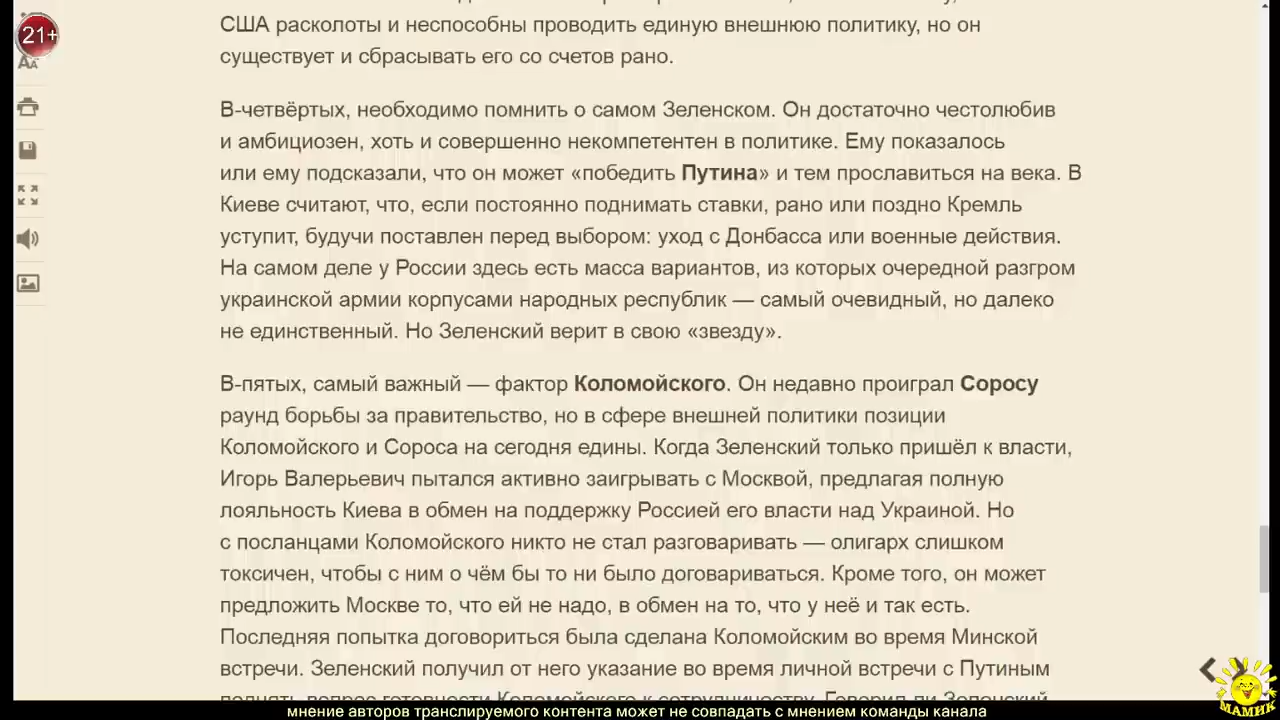 США расколоты и неспособны проводить единую внешнюю политику, но он
21+
существует и сбрасывать его со счетов рано.
АА
В-четвёртых, необходимо помнить о самом Зеленском. Он достаточно честолюбив
и амбициозен, хоть и совершенно некомпетентен в политике. Ему показалось
или ему подсказали, что он может «победить Путина» и тем прославиться на века. В
Киеве считают, что, если постоянно поднимать ставки, рано или поздно Кремль
уступит, будучи поставлен перед выбором: уход с Донбасса или военные действия.
На самом деле у России здесь есть масса вариантов, из которых очередной разгром
украинской армии корпусами народных республик — самый очевидный, но далеко
не единственный. Но Зеленский верит в свою «звезду».
В-пятых, самый важный — фактор Коломойского. Он недавно проиграл Соросу
раунд борьбы за правительство, но в сфере внешней политики позиции
Коломойского и Сороса на сегодня едины. Когда Зеленский только пришёл к власти,
Игорь Валерьевич пытался активно заигрывать с Москвой, предлагая полную
лояльность Киева в обмен на поддержку Россией его власти над Украиной. Но
с посланцами Коломойского никто не стал разговаривать — олигарх слишком
токсичен, чтобы с ним о чём бы то ни было договариваться. Кроме того, он может
предложить Москве то, что ей не надо, в обмен на то, что у неё и так есть.
Последняя попытка договориться была сделана Коломойским во время Минской
встречи. Зеленский получил от него указание во время личной встречи с Путиным
МАМИК
мнение авторов транслируемого контента может не совпадать с мнением команды канала